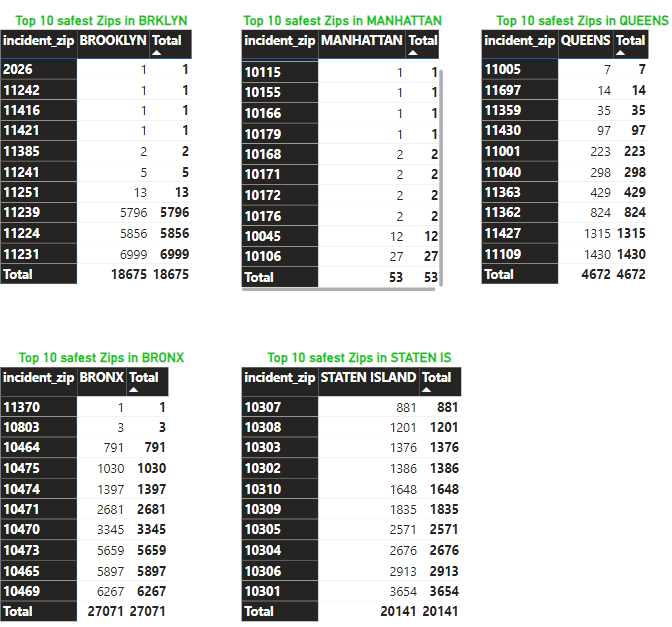 Top 10 safest Zips in BRKLYN
incident_zip BROOKLYN Total
2026 1 1
11242 1 1
11416 1 1
11421 1 1
11385 2 2
11241 5 5
11251 13 13
11239 5796 5796
11224 5856 5856
11231 6999 6999
Total 18675 18675
Top 10 safest Zips in MANHATTAN
incident_zip MANHATTAN Total
10115 1 1
10155 1 1
10166 1 1
10179 1 1
10168 2 2
10171 2 2
10172 2 2
10176 2 2
10045 12 12
10106 27 27
Total 53 53
Top 10 safest Zips in QUEENS
incident_zip QUEENS Total
11005 7 7
11697 14 14
11359 35 35
11430 97 97
11001 223 223
11040 298 298
11363 429 429
11362 824 824
11427 1315 1315
11109 1430 1430
Total 4672 4672
Top 10 safest Zips in BRONX
incident_zip BRONX Total
11370 1 1
10803 3 3
10464 791 791
10475 1030 1030
10474 1397 1397
10471 2681 2681
10470 3345 3345
10473 5659 5659
10465 5897 5897
10469 6267 6267
Total 27071 27071
Top 10 safest Zips in STATEN IS
incident_zip STATEN ISLAND Total
10307 881 881
10308 1201 1201
10303 1376 1376
10302 1386 1386
10310 1648 1648
10309 1835 1835
10305 2571 2571
10304 2676 2676
10306 2913 2913
10301 3654 3654
Total 20141 20141